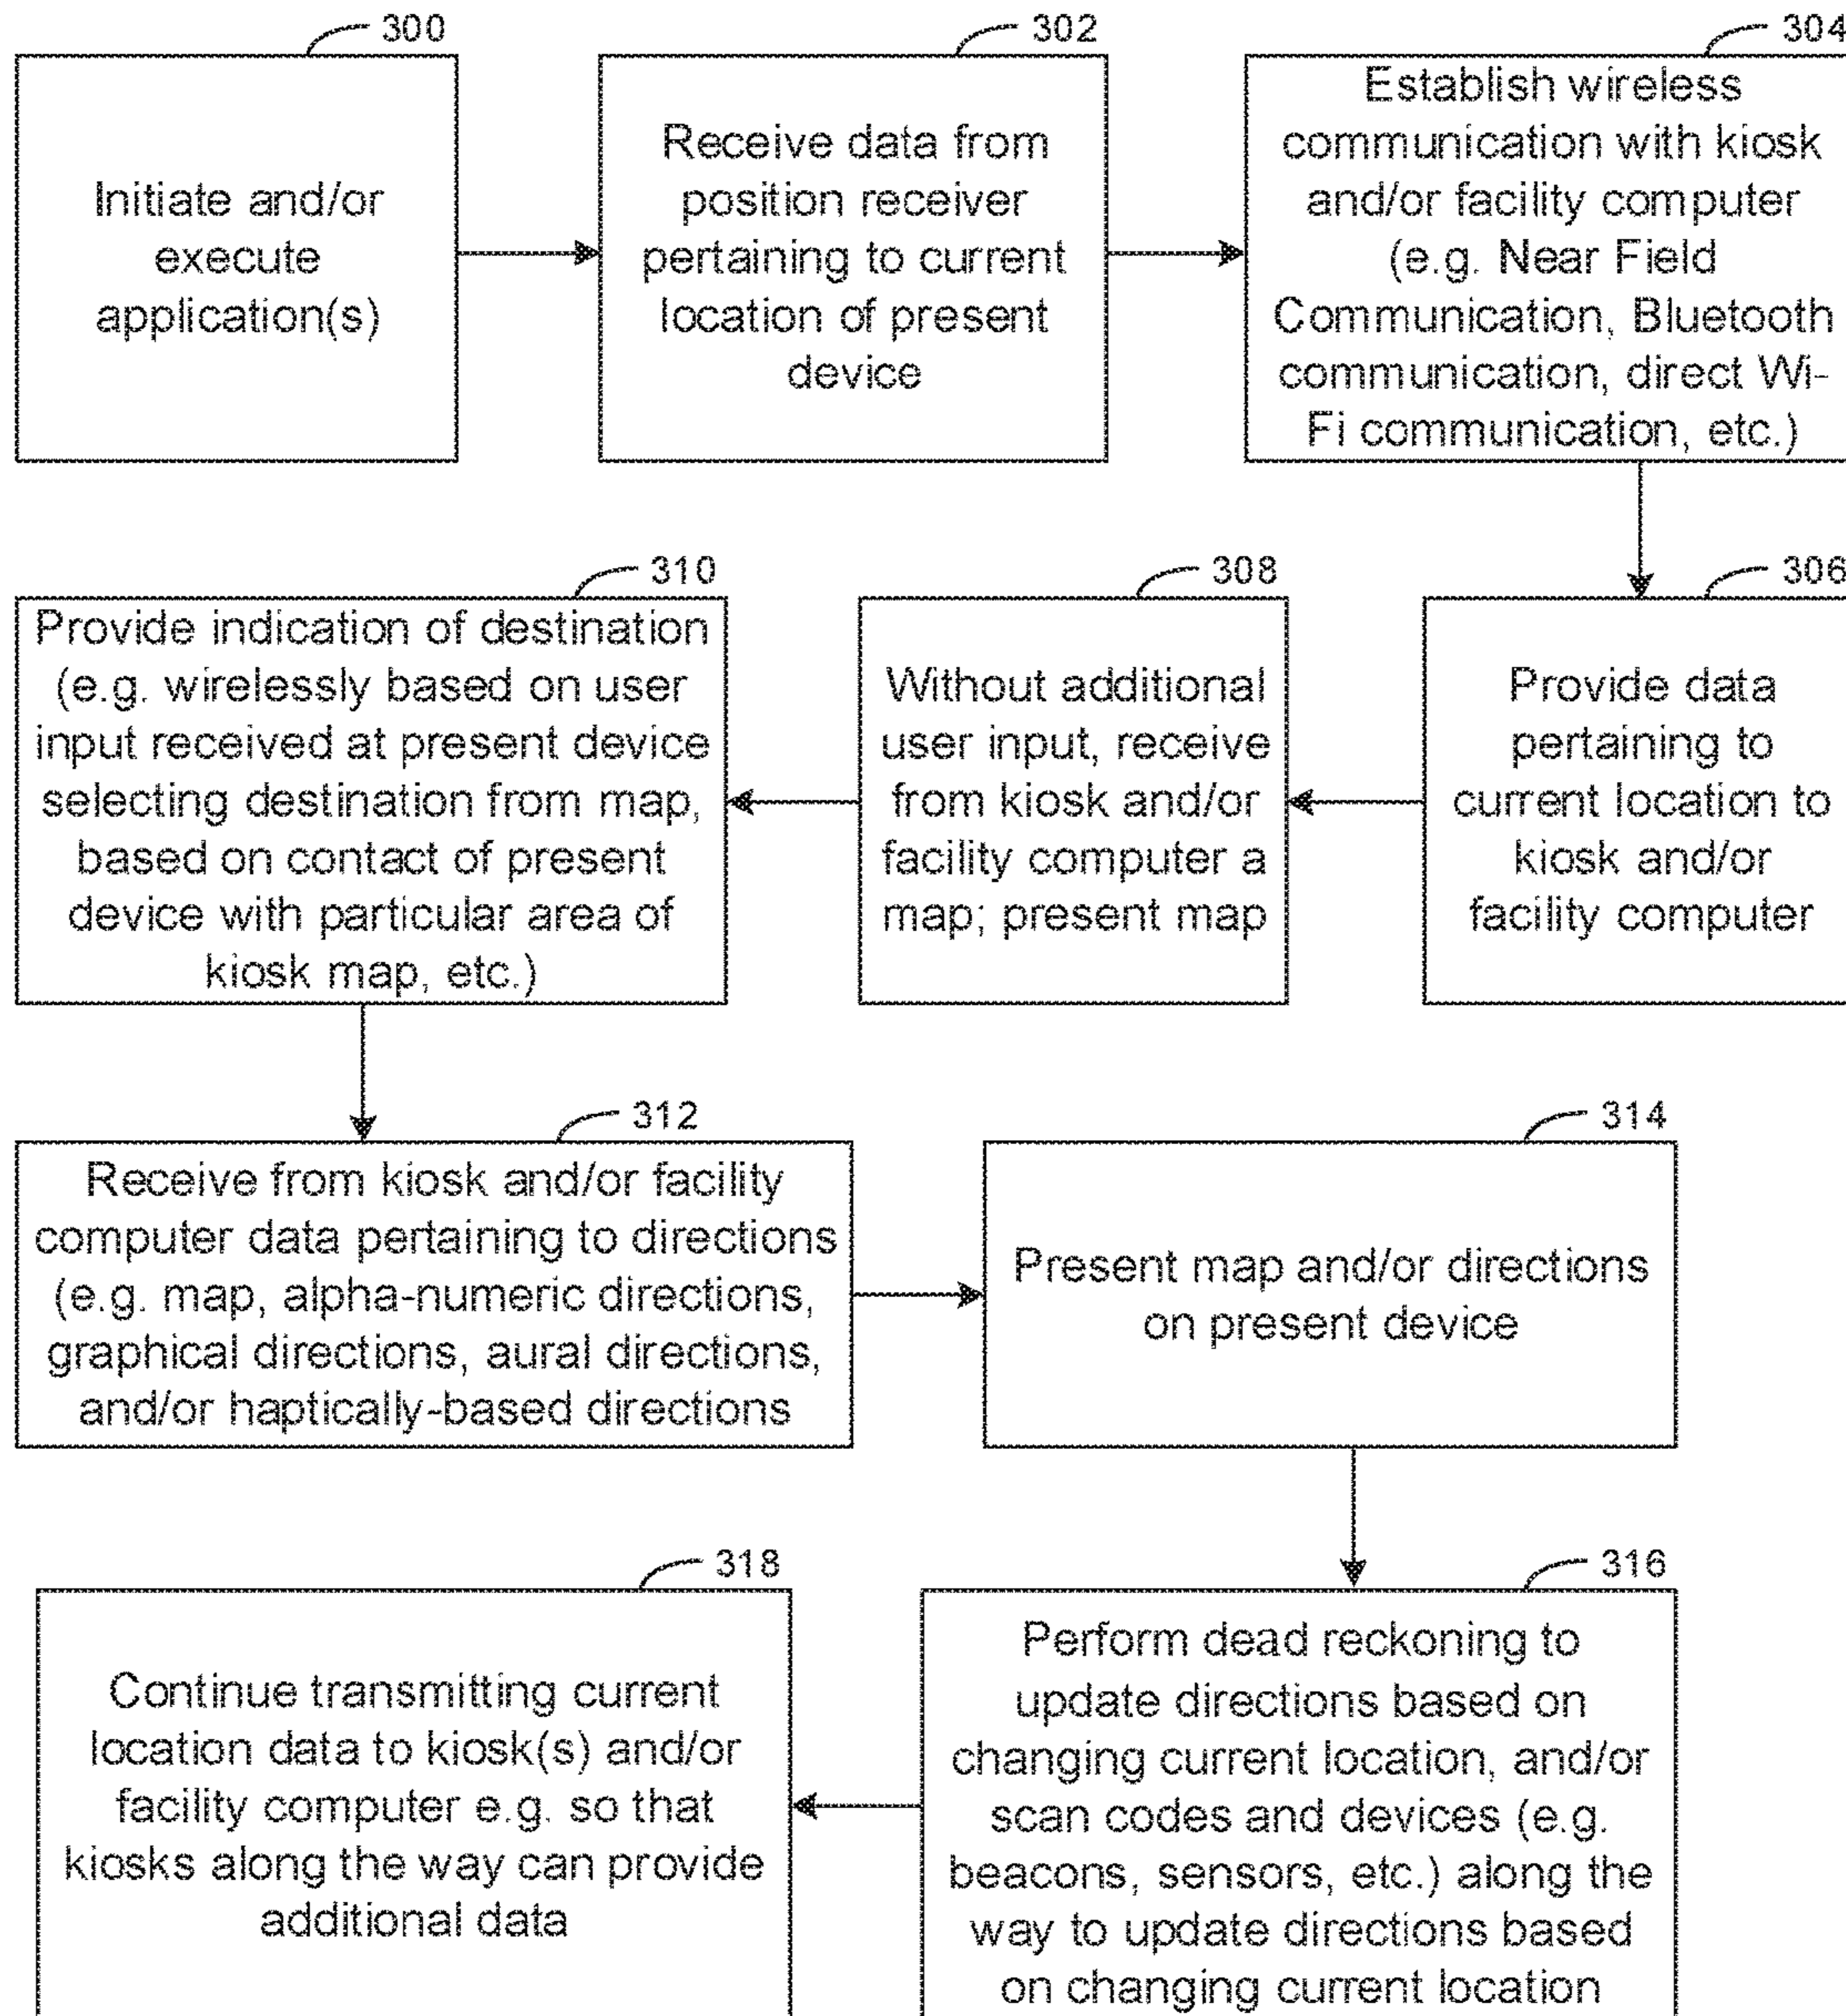 300
Initiate and/or
execute
application(s)
302
Receive data from
position receiver
pertaining to current
location of present
device
304
Establish wireless
communication with kiosk
and/or facility computer
(e.g. Near Field
Communication, Bluetooth
communication, direct Wi-
Fi communication, etc.)
306
Provide data
pertaining to
current location to
kiosk and/or
facility computer
308
Without additional
user input, receive
from kiosk and/or
facility computer a
map; present map
310
Provide indication of destination
(e.g. wirelessly based on user
input received at present device
selecting destination from map,
based on contact of present
device with particular area of
kiosk map, etc.)
312
Receive from kiosk and/or facility
computer data pertaining to directions
(e.g. map, alpha-numeric directions,
graphical directions, aural directions,
and/or haptically-based directions
314
Present map and/or directions
on present device
316
Perform dead reckoning to
update directions based on
changing current location, and/or
scan codes and devices (e.g.
beacons, sensors, etc.) along the
way to update directions based
on changing current location
318
Continue transmitting current
location data to kiosk(s) and/or
facility computer e.g. so that
kiosks along the way can provide
additional data